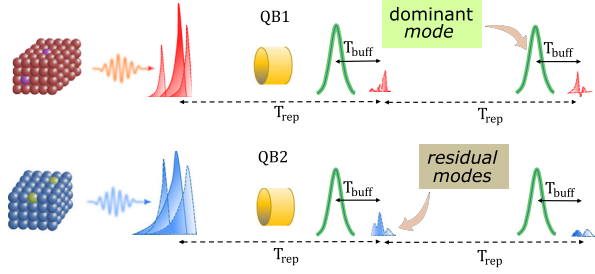 QB1
dominant
mode
T_buff
T_buff
T_rep
T_rep
QB2
residual
modes
T_buff
T_buff
T_rep
T_rep